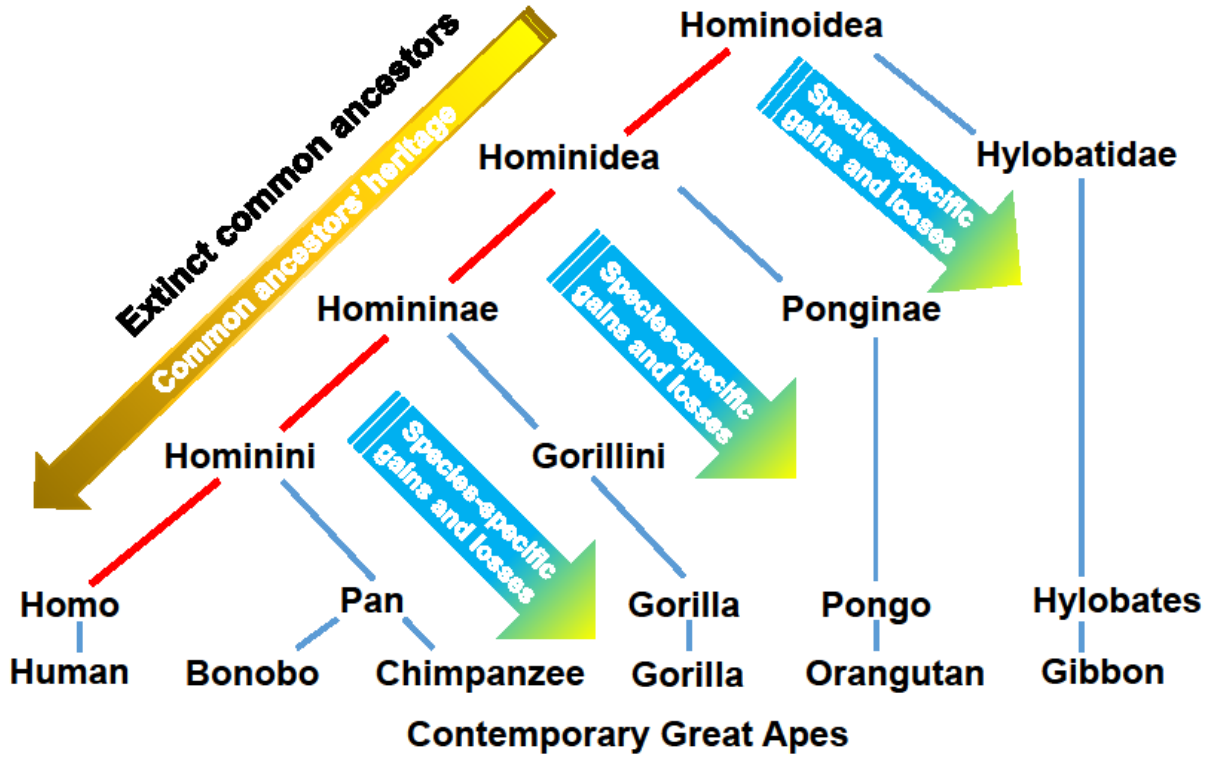 Hominoidea
Extinct common ancestors
Common ancestors' heritage
Species-specific
gains and losses
Hominidea
Hylobatidae
Species-specific
gains and losses
Homininae
Ponginae
Species-specific
gains and losses
Hominini
Gorillini
Homo
Pan
Gorilla
Pongo
Hylobates
Human
Bonobo
Chimpanzee
Gorilla
Orangutan
Gibbon
Contemporary Great Apes